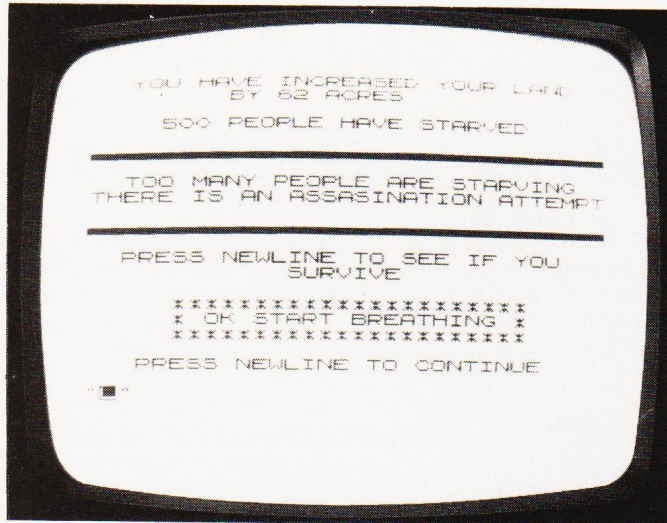 YOU HAVE INCREASED YOUR LAND
BY 62 ACRES
500 PEOPLE HAVE STARVED
TOO MANY PEOPLE ARE STARVING
THERE IS AN ASSASINATION ATTEMPT
PRESS NEWLINE TO SEE IF YOU
SURVIVE
**********************
* OK START BREATHING *
**********************
PRESS NEWLINE TO CONTINUE
"■"